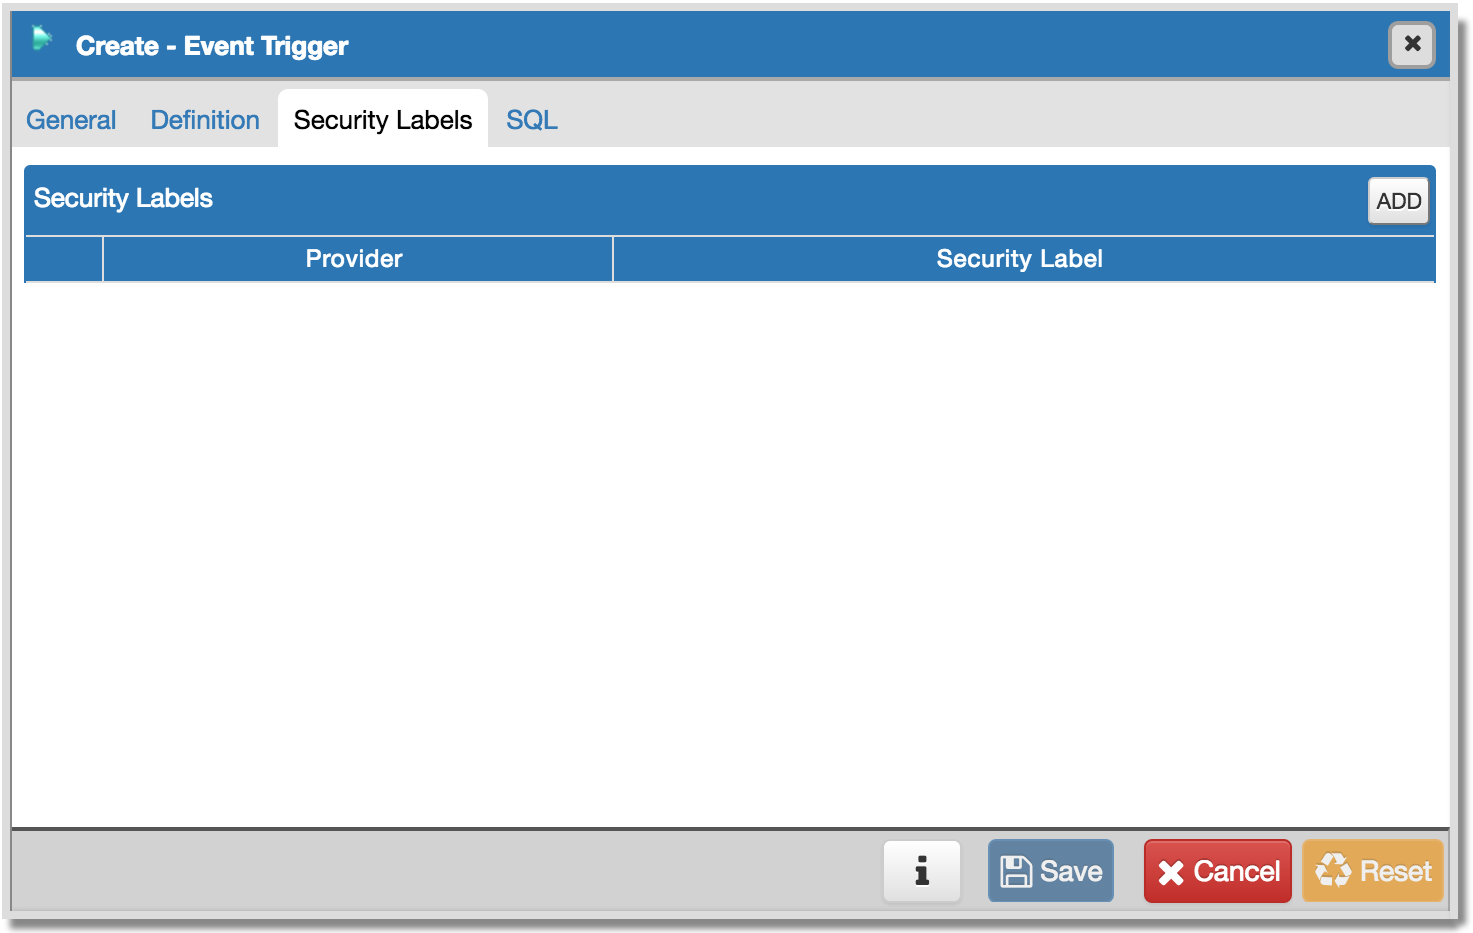 Create - Event Trigger
General Definition Security Labels SQL
Security Labels ADD
Provider Security Label
Save Cancel Reset